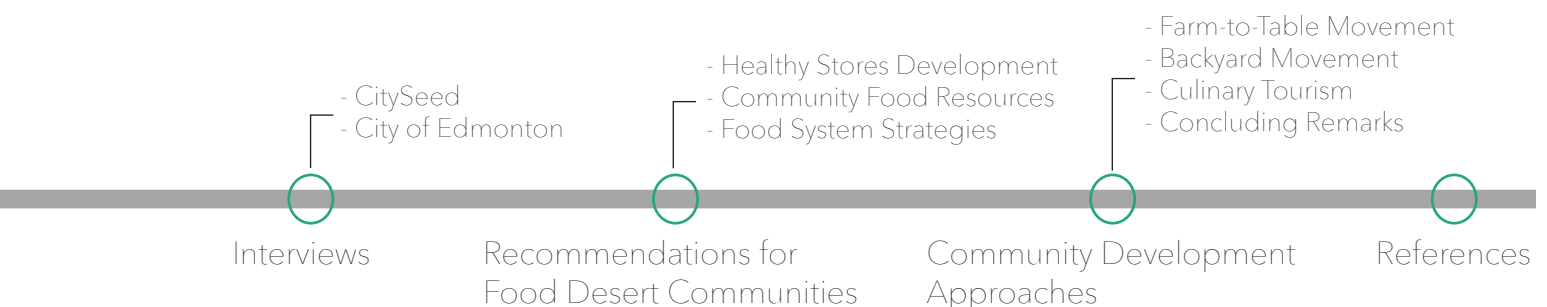 - CitySeed
- City of Edmonton
Interviews
- Healthy Stores Development
- Community Food Resources
- Food System Strategies
Recommendations for
Food Desert Communities
- Farm-to-Table Movement
- Backyard Movement
- Culinary Tourism
- Concluding Remarks
Community Development
Approaches
References